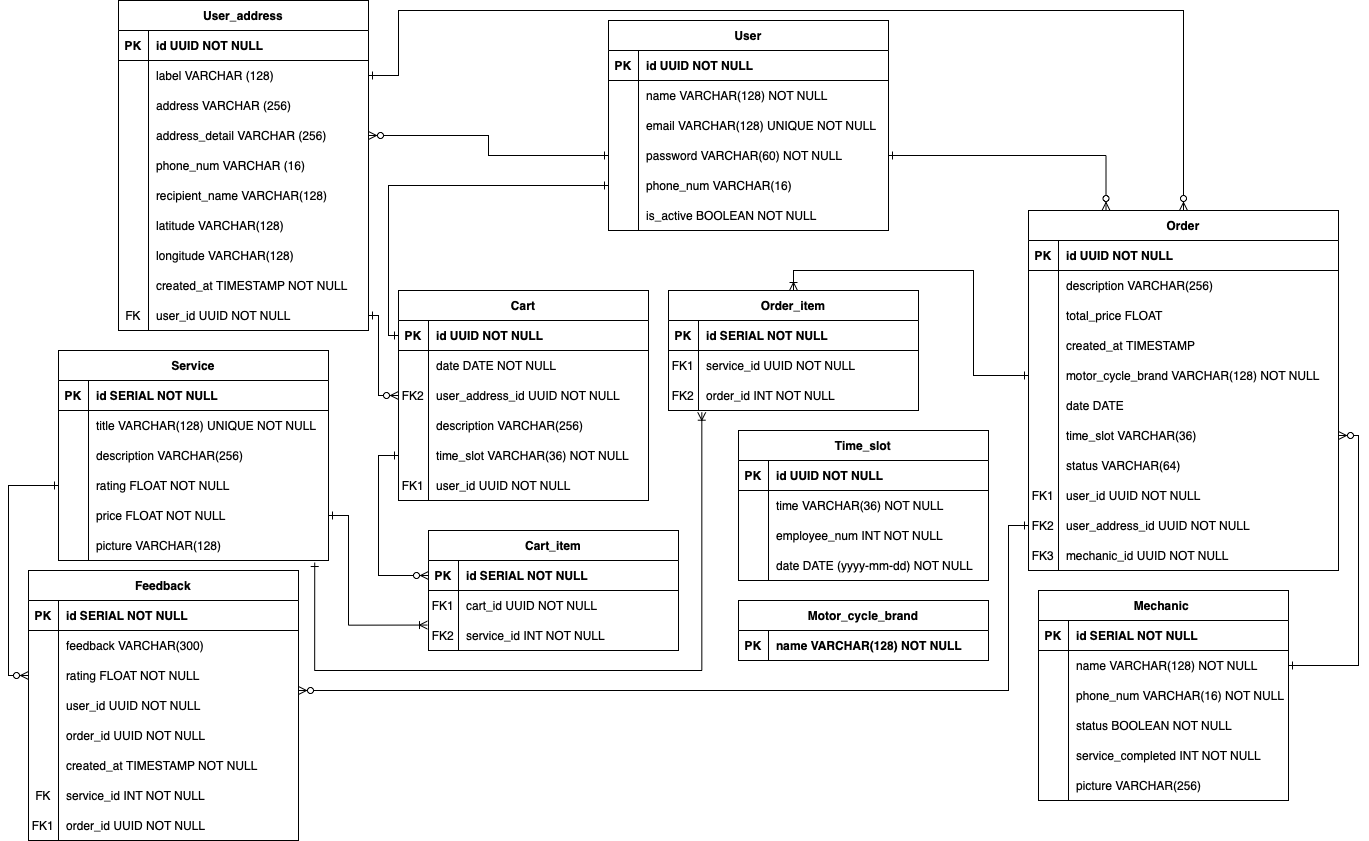 User_address
PK id UUID NOT NULL
label VARCHAR (128)
address VARCHAR (256)
address_detail VARCHAR (256)
phone_num VARCHAR (16)
recipient_name VARCHAR(128)
latitude VARCHAR(128)
longitude VARCHAR(128)
created_at TIMESTAMP NOT NULL
FK user_id UUID NOT NULL
User
PK id UUID NOT NULL
name VARCHAR(128) NOT NULL
email VARCHAR(128) UNIQUE NOT NULL
password VARCHAR(60) NOT NULL
phone_num VARCHAR(16)
is_active BOOLEAN NOT NULL
Order
PK id UUID NOT NULL
description VARCHAR(256)
total_price FLOAT
created_at TIMESTAMP
motor_cycle_brand VARCHAR(128) NOT NULL
date DATE
time_slot VARCHAR(36)
status VARCHAR(64)
FK1 user_id UUID NOT NULL
FK2 user_address_id UUID NOT NULL
FK3 mechanic_id UUID NOT NULL
Cart
PK id UUID NOT NULL
date DATE NOT NULL
FK2 user_address_id UUID NOT NULL
description VARCHAR(256)
time_slot VARCHAR(36) NOT NULL
FK1 user_id UUID NOT NULL
Order_item
PK id SERIAL NOT NULL
FK1 service_id UUID NOT NULL
FK2 order_id INT NOT NULL
Service
PK id SERIAL NOT NULL
title VARCHAR(128) UNIQUE NOT NULL
description VARCHAR(256)
rating FLOAT NOT NULL
price FLOAT NOT NULL
picture VARCHAR(128)
Time_slot
PK id UUID NOT NULL
time VARCHAR(36) NOT NULL
employee_num INT NOT NULL
date DATE (yyyy-mm-dd) NOT NULL
Cart_item
PK id SERIAL NOT NULL
FK1 cart_id UUID NOT NULL
FK2 service_id INT NOT NULL
Feedback
PK id SERIAL NOT NULL
feedback VARCHAR(300)
rating FLOAT NOT NULL
user_id UUID NOT NULL
order_id UUID NOT NULL
created_at TIMESTAMP NOT NULL
FK service_id INT NOT NULL
FK1 order_id UUID NOT NULL
Motor_cycle_brand
PK name VARCHAR(128) NOT NULL
Mechanic
PK id SERIAL NOT NULL
name VARCHAR(128) NOT NULL
phone_num VARCHAR(16) NOT NULL
status BOOLEAN NOT NULL
service_completed INT NOT NULL
picture VARCHAR(256)